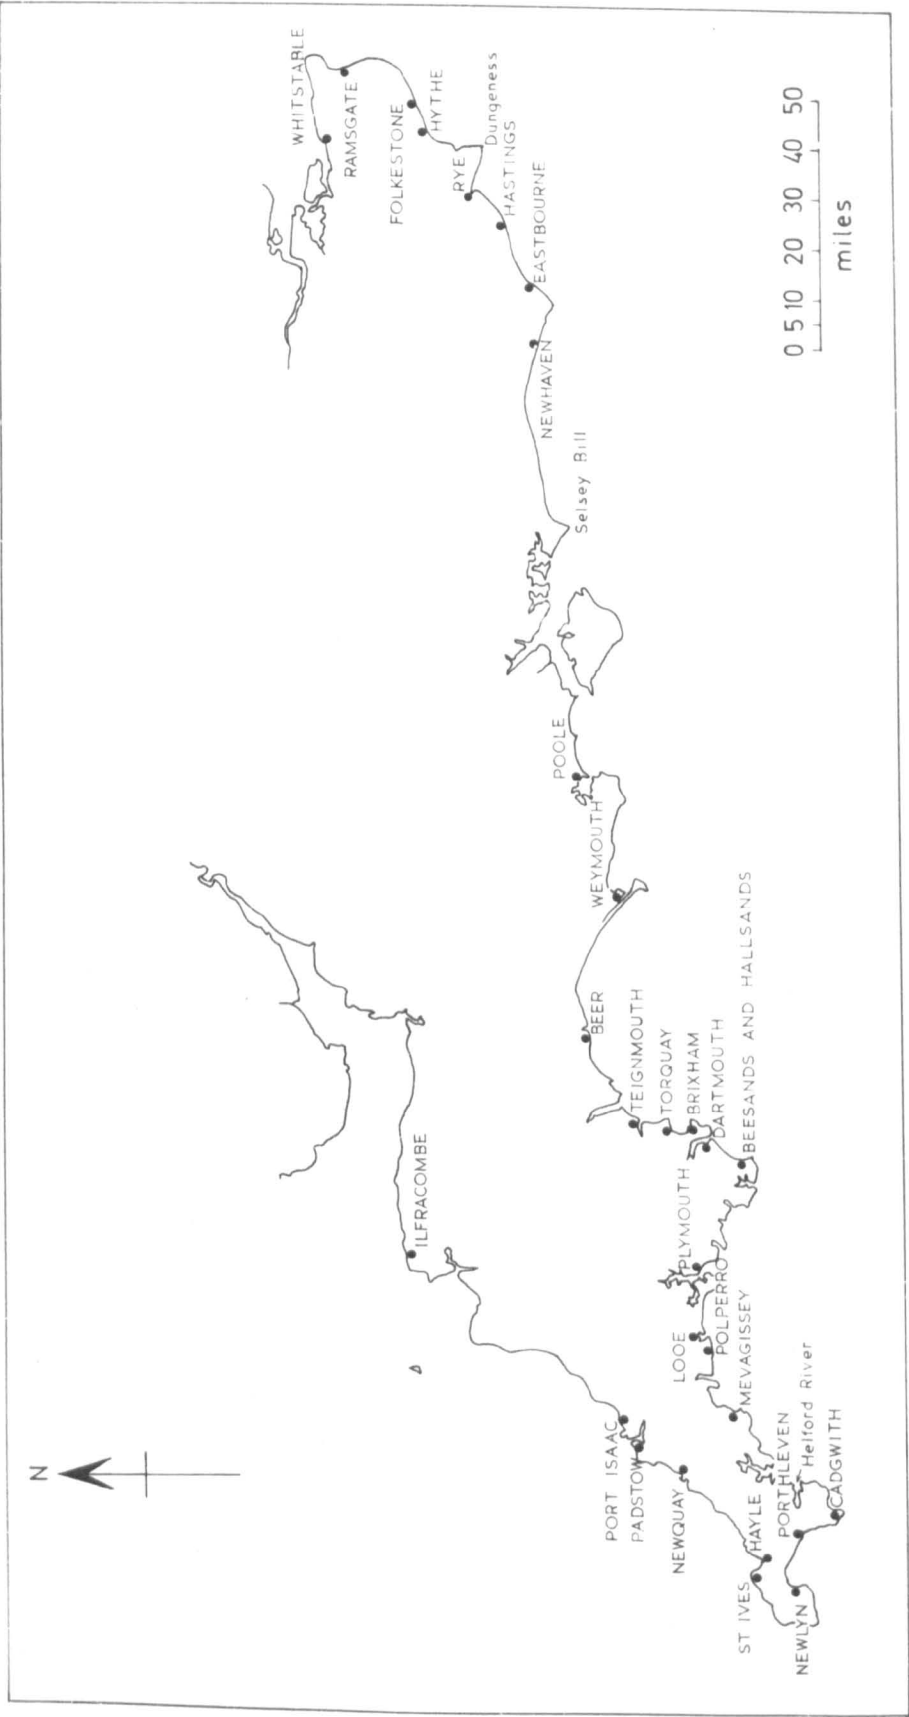 N
WHITSTABLE
RAMSGATE
FOLKESTONE
HYTHE
RYE
Dungeness
HASTINGS
EASTBOURNE
NEWHAVEN
Selsey Bill
POOLE
WEYMOUTH
BEER
TEIGNMOUTH
TORQUAY
BRIXHAM
DARTMOUTH
BEESANDS AND HALLSANDS
PLYMOUTH
LOOE
POLPERRO
MEVAGISSEY
Helford River
CADGWITH
PORTHLEVEN
NEWLYN
ST IVES
HAYLE
NEWQUAY
PADSTOW
PORT ISAAC
ILFRACOMBE
0 5 10 20 30 40 50
miles